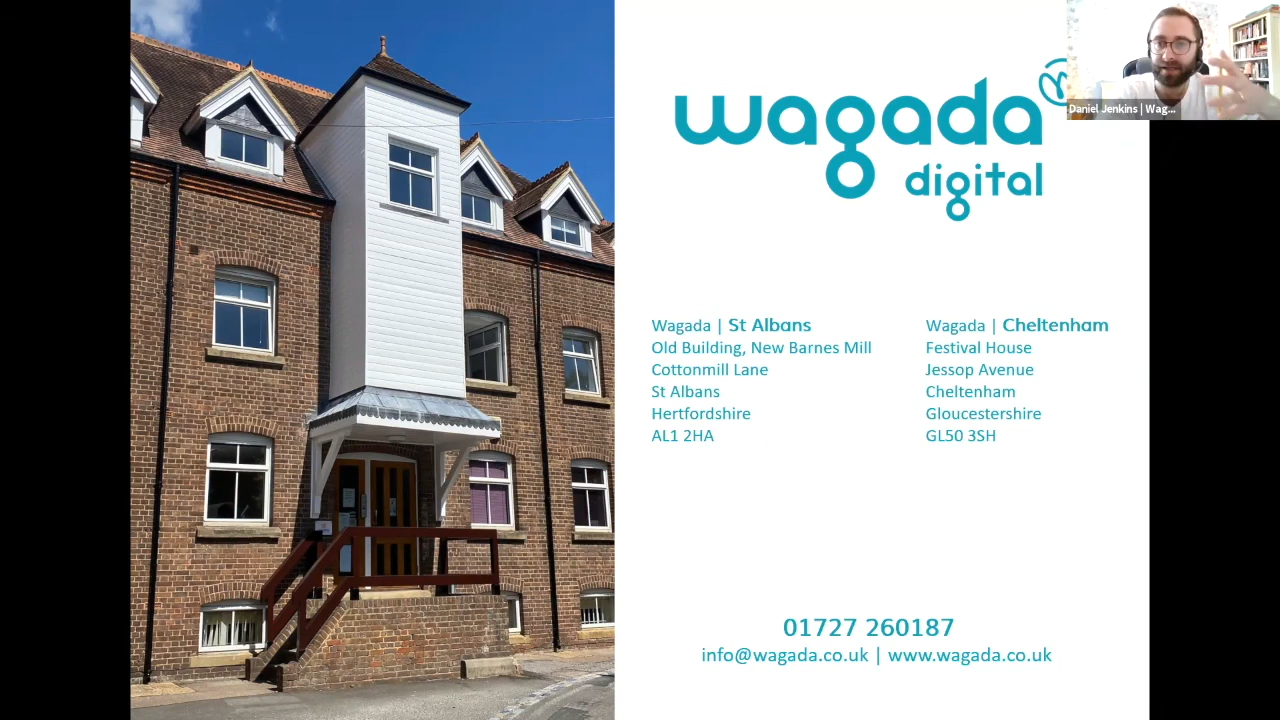 wagada
digital
Daniel Jenkins | Wag...
Wagada | St Albans
Old Building, New Barnes Mill
Cottonmill Lane
St Albans
Hertfordshire
AL1 2HA
Wagada | Cheltenham
Festival House
Jessop Avenue
Cheltenham
Gloucestershire
GL50 3SH
01727 260187
info@wagada.co.uk | www.wagada.co.uk